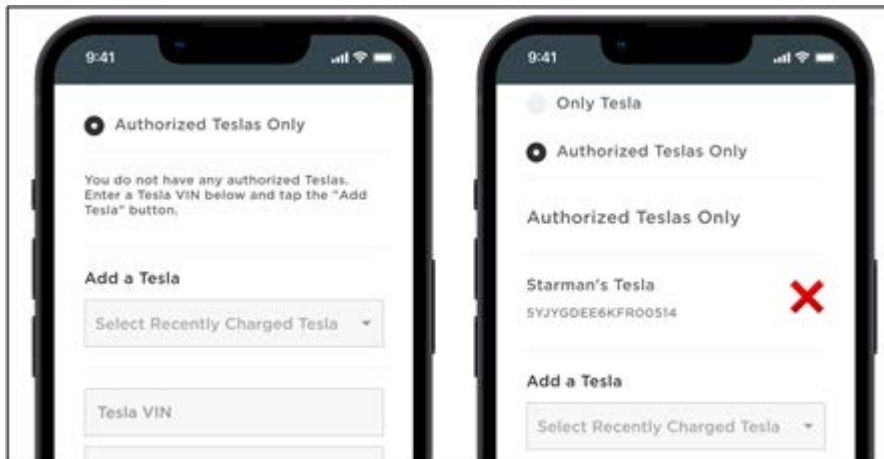 9:41
Authorized Teslas Only
You do not have any authorized Teslas.
Enter a Tesla VIN below and tap the "Add
Tesla" button.
Add a Tesla
Select Recently Charged Tesla
Tesla VIN
9:41
Only Tesla
Authorized Teslas Only
Authorized Teslas Only
Starman's Tesla
5YJYGDEE6KFR00514
Add a Tesla
Select Recently Charged Tesla